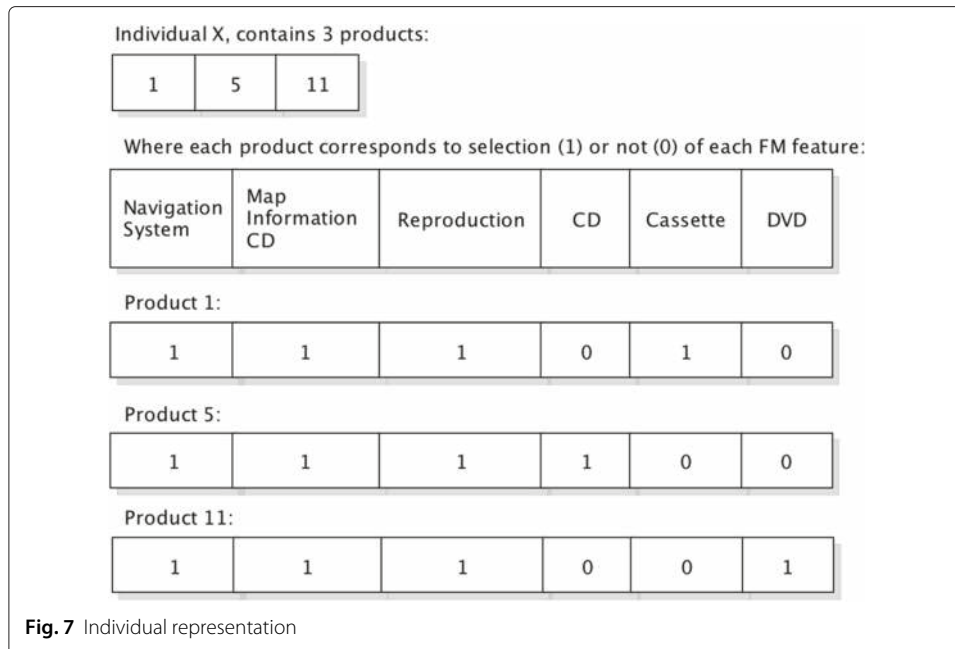 Individual X, contains 3 products:
1 5 11
Where each product corresponds to selection (1) or not (0) of each FM feature:
Navigation System Map Information CD Reproduction CD Cassette DVD
Product 1:
1 1 1 0 1 0
Product 5:
1 1 1 1 0 0
Product 11:
1 1 1 0 0 1
Fig. 7 Individual representation